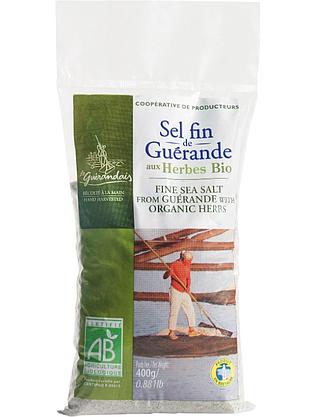 COOPÉRATIVE DE PRODUCTEURS
Sel fin
de
Guérande
aux Herbes Bio
FINE SEA SALT
FROM GUÉRANDE WITH
ORGANIC HERBS
le Guérandais
RÉCOLTÉ À LA MAIN
HAND HARVESTED
CERTIFIÉ
AB
AGRICULTURE
BIOLOGIQUE
400g/
0.881lb